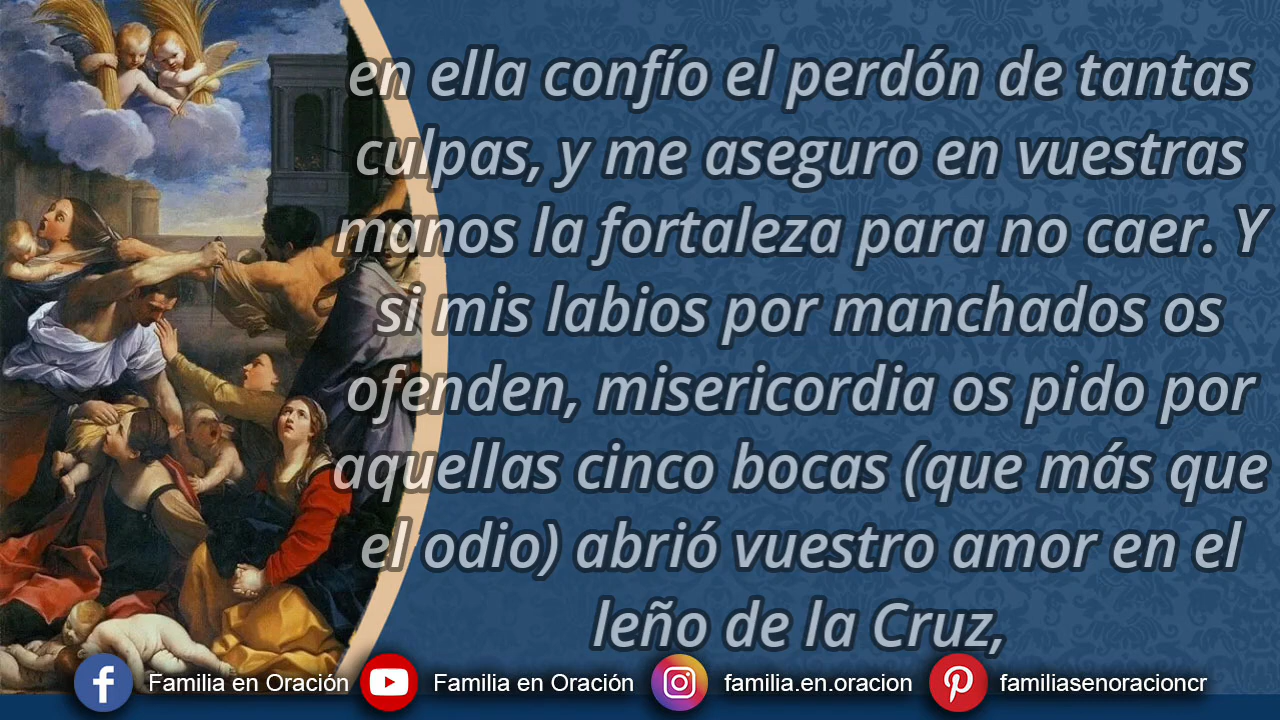 en ella confío el perdón de tantas
culpas, y me aseguro en vuestras
manos la fortaleza para no caer. Y
si mis labios por manchados os
ofenden, misericordia os pido por
aquellas cinco bocas (que más que
el odio) abrió vuestro amor en el
leño de la Cruz,
Familia en Oración
Familia en Oración
familia.en.oracion
familiasenoracioncr